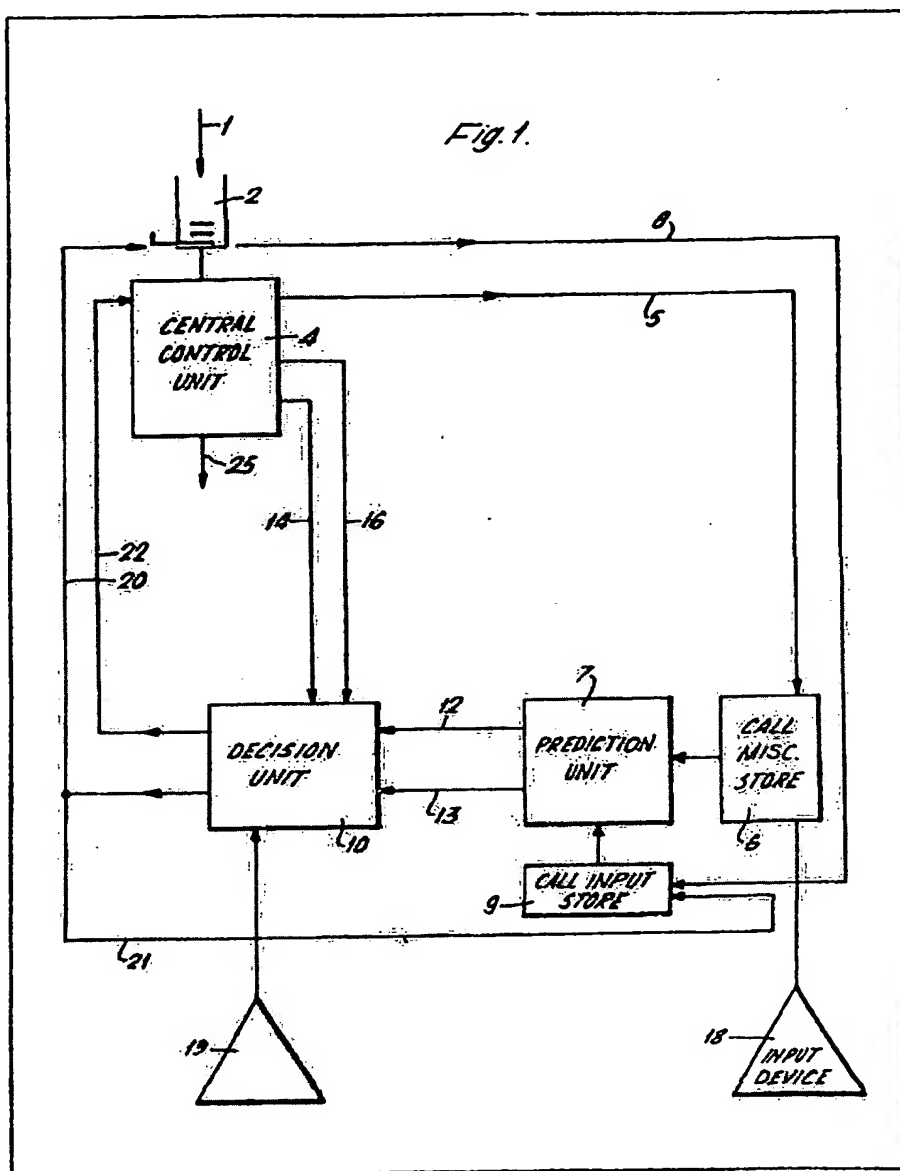 Fig. 1.
1
2
8
5
CENTRAL
CONTROL
UNIT
4
25
14
16
22
20
7
12
PREDICTION
UNIT
CALL
MISC.
STORE
6
DECISION
UNIT
10
13
9
CALL INPUT
STORE
21
19
18
INPUT
DEVICE